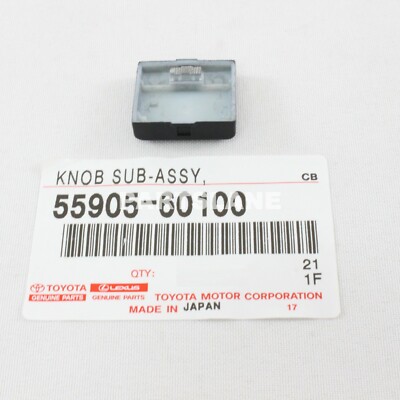 KNOB SUB-ASSY,
CB
55905-60100
QTY:
21
1F
TOYOTA LEXUS
GENUINE PARTS GENUINE PARTS
TOYOTA MOTOR CORPORATION
MADE IN JAPAN 17